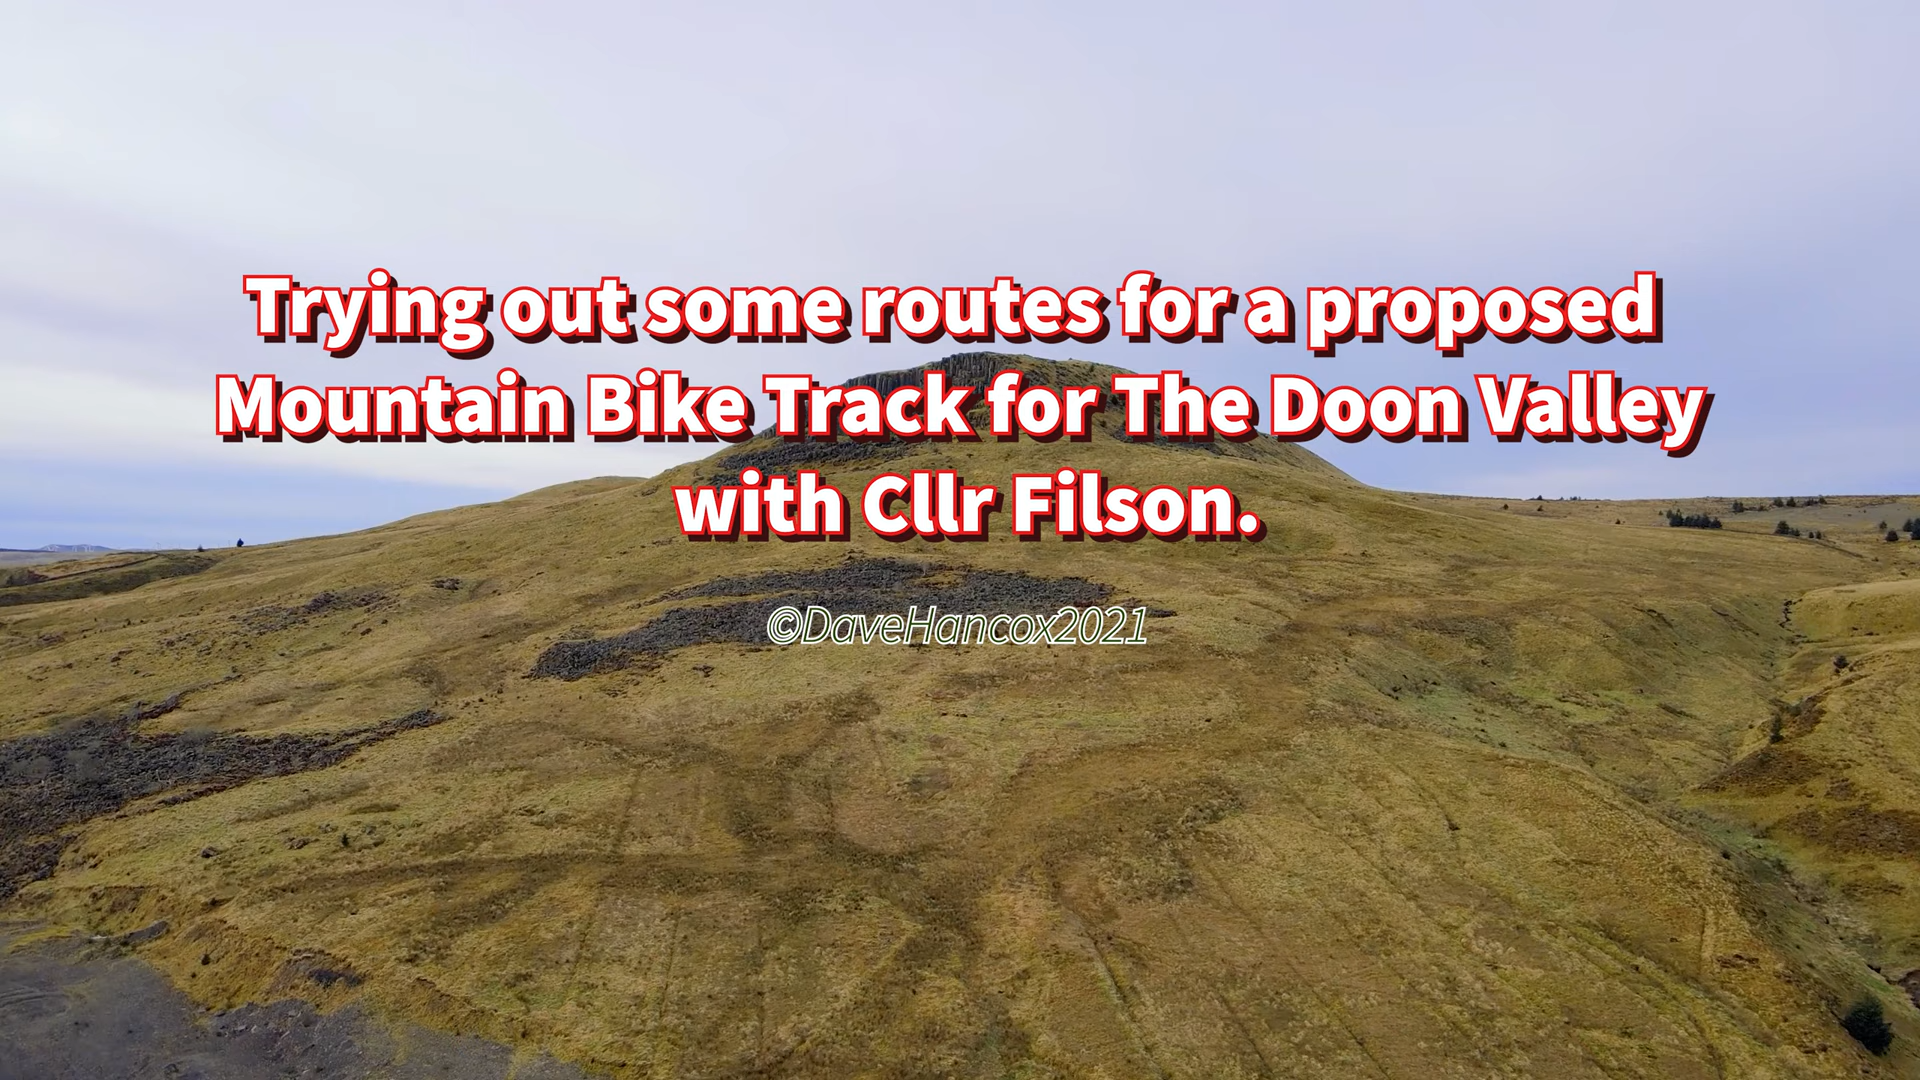 Trying out some routes for a proposed
Mountain Bike Track for The Doon Valley
with Cllr Filson.
©DaveHancox2021